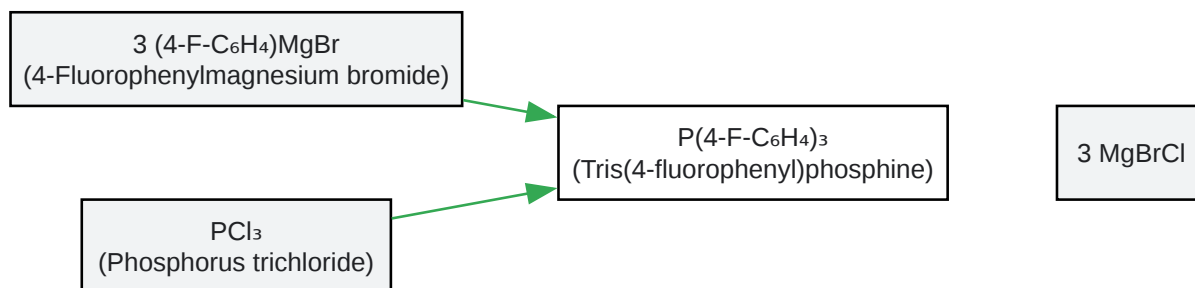 3 (4-F-C₆H₄)MgBr
(4-Fluorophenylmagnesium bromide)
PCl₃
(Phosphorus trichloride)
P(4-F-C₆H₄)₃
(Tris(4-fluorophenyl)phosphine)
3 MgBrCl